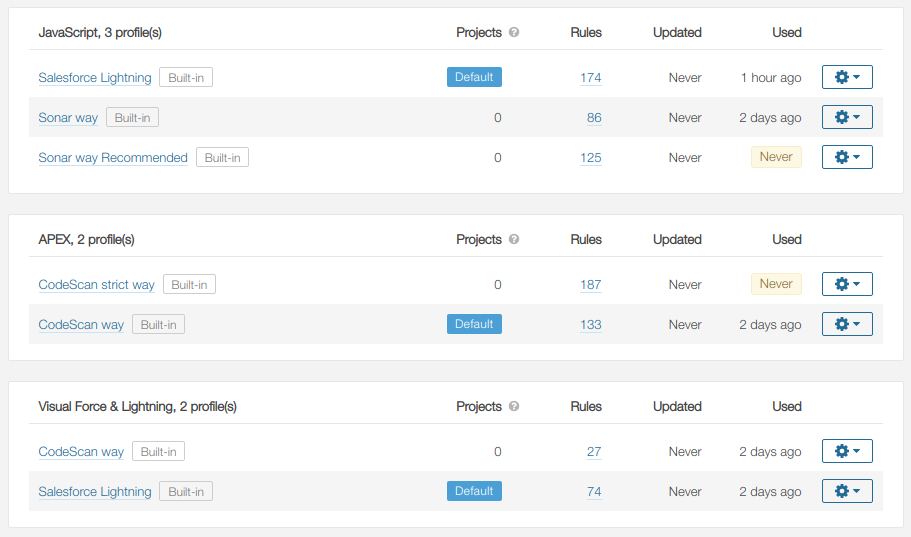 JavaScript, 3 profile(s) Projects ? Rules Updated Used
Salesforce Lightning Built-in Default 174 Never 1 hour ago
Sonar way Built-in 0 86 Never 2 days ago
Sonar way Recommended Built-in 0 125 Never Never
APEX, 2 profile(s) Projects ? Rules Updated Used
CodeScan strict way Built-in 0 187 Never Never
CodeScan way Built-in Default 133 Never 2 days ago
Visual Force & Lightning, 2 profile(s) Projects ? Rules Updated Used
CodeScan way Built-in 0 27 Never 2 days ago
Salesforce Lightning Built-in Default 74 Never 2 days ago